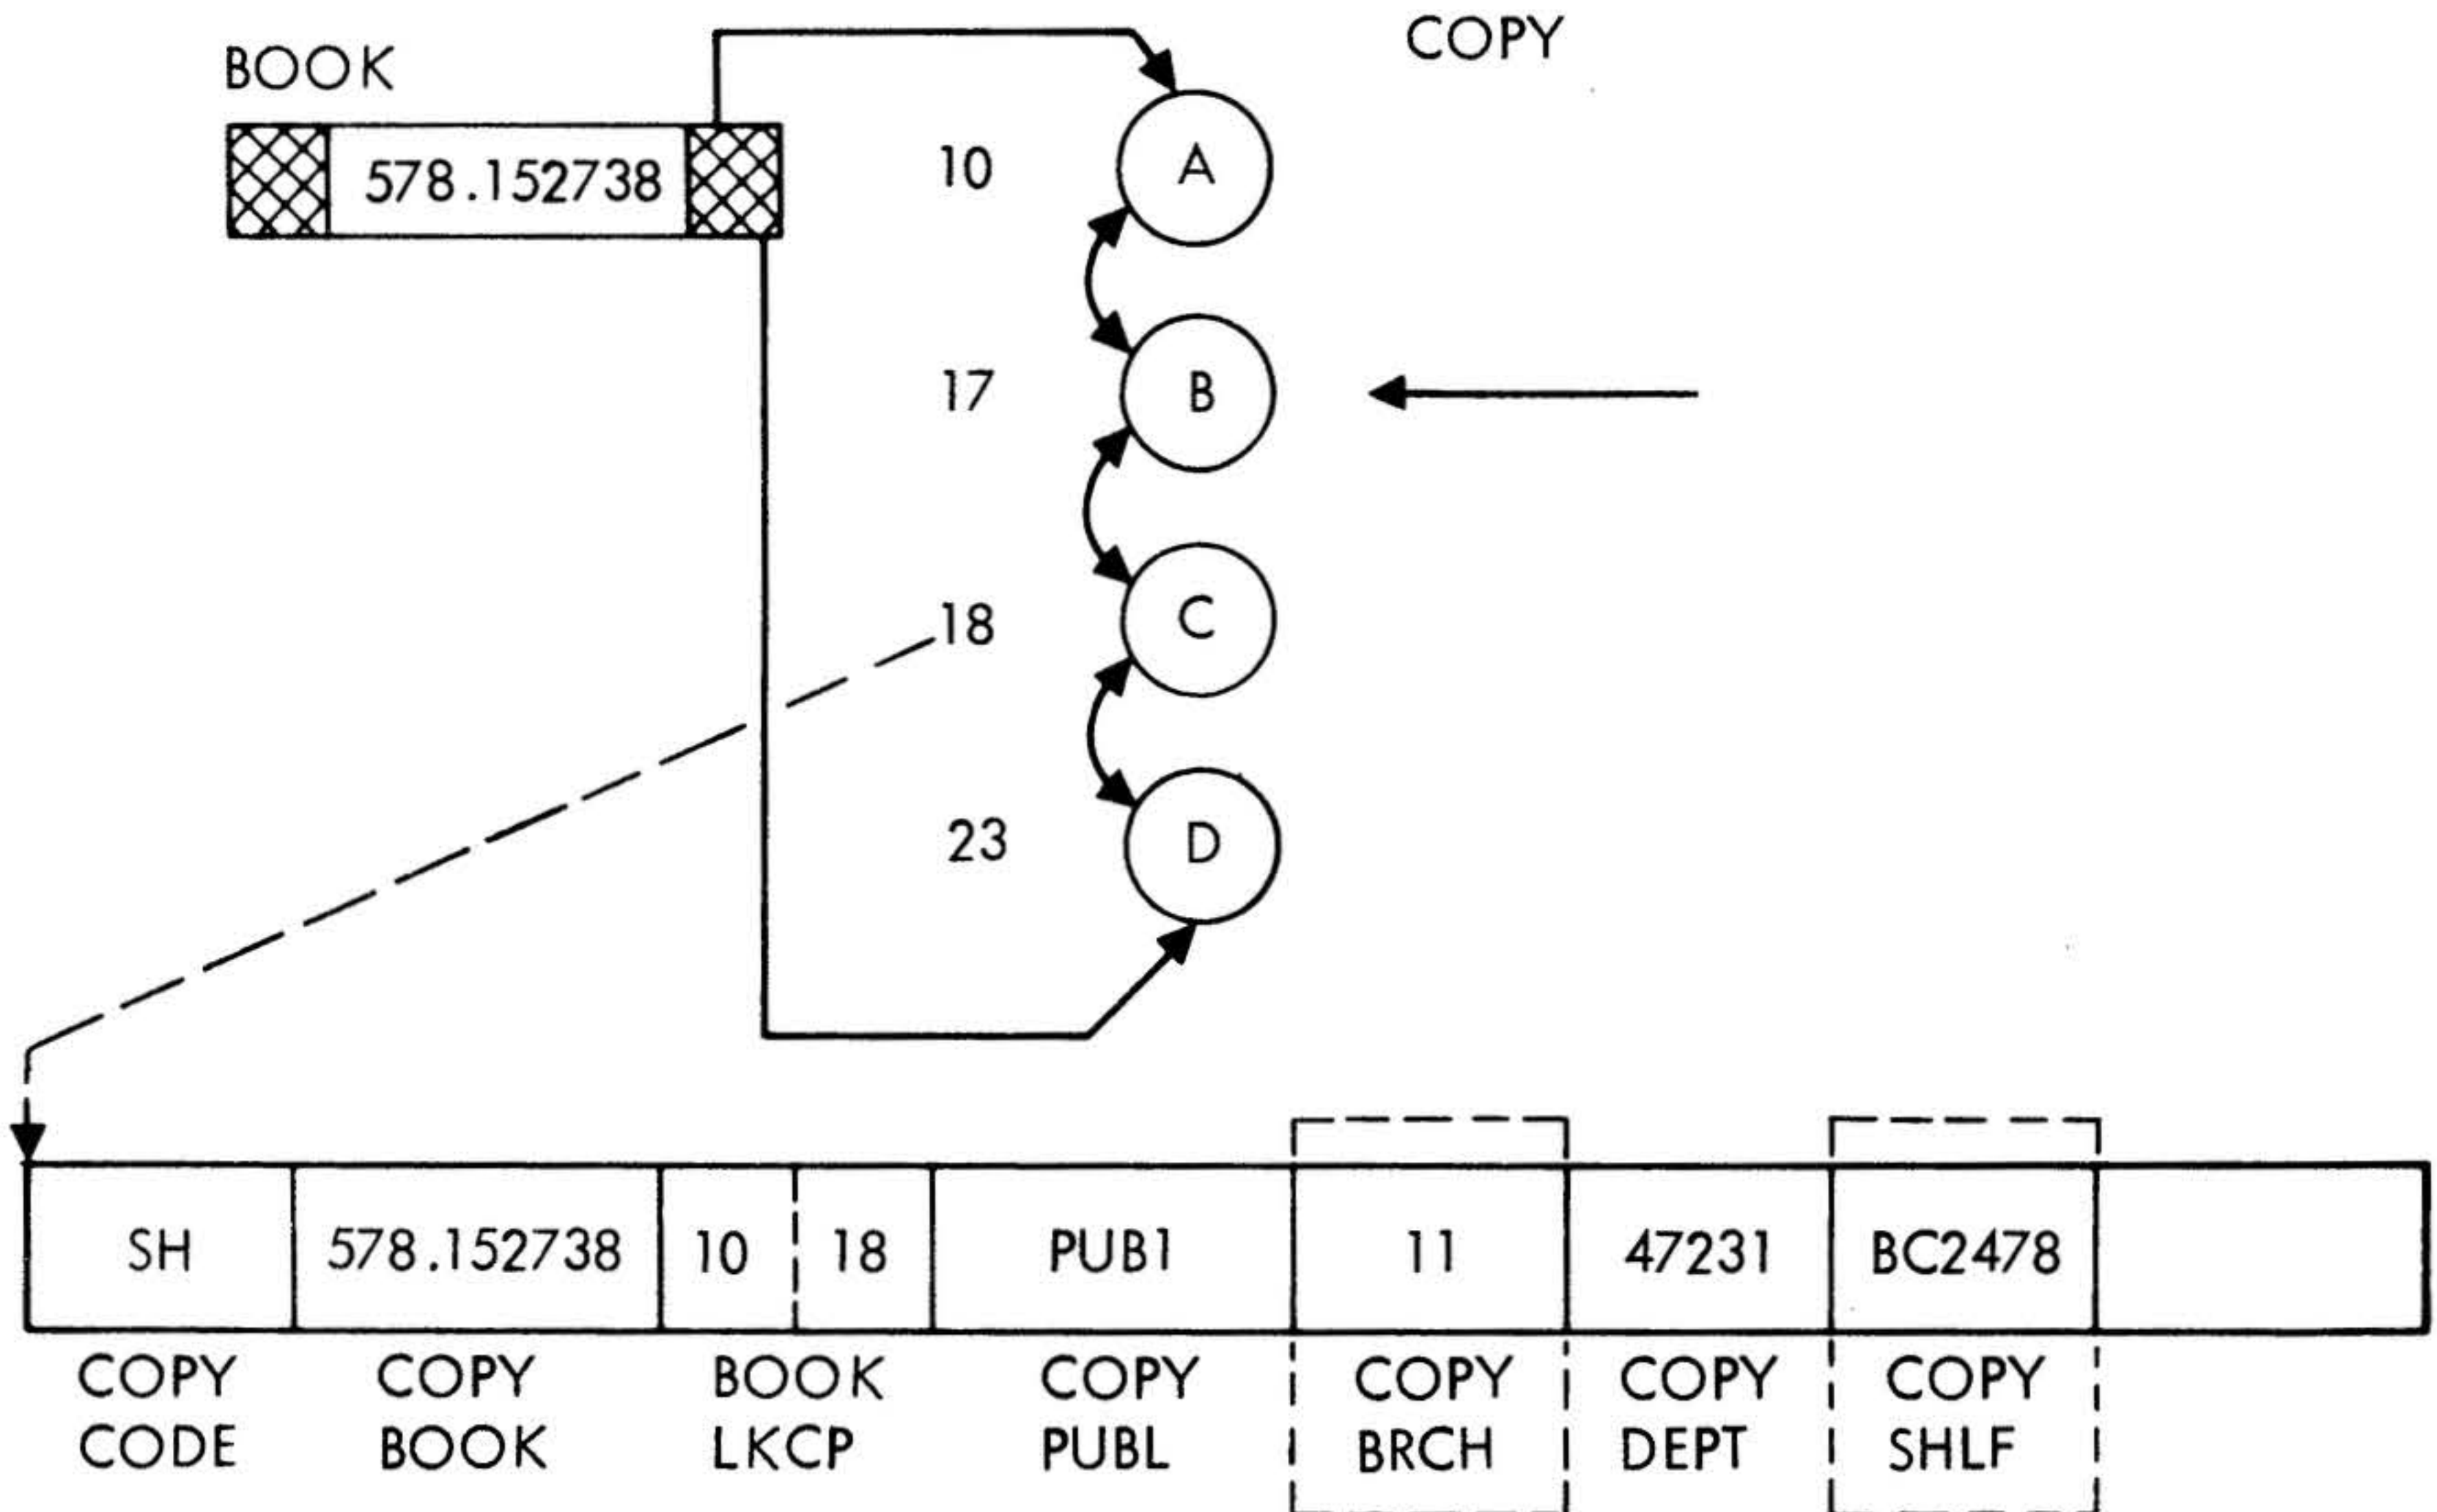 COPY
BOOK
578.152738
10
A
17
B
18
C
23
D
SH 578.152738 10 18 PUB1 11 47231 BC2478
COPY COPY BOOK COPY COPY COPY COPY
CODE BOOK LKCP PUBL BRCH DEPT SHLF